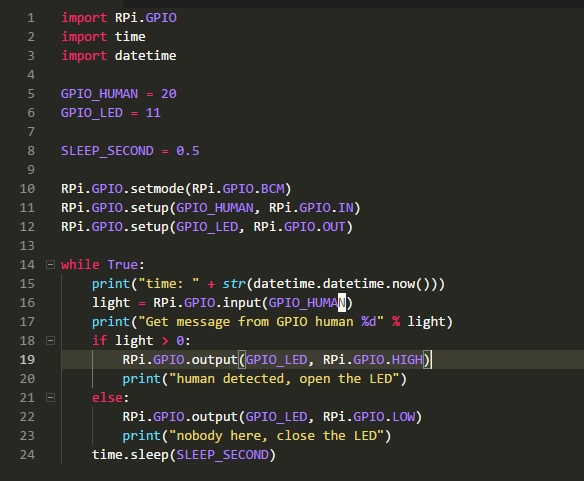 1 import RPi.GPIO
2 import time
3 import datetime
4
5 GPIO_HUMAN = 20
6 GPIO_LED = 11
7
8 SLEEP_SECOND = 0.5
9
10 RPi.GPIO.setmode(RPi.GPIO.BCM)
11 RPi.GPIO.setup(GPIO_HUMAN, RPi.GPIO.IN)
12 RPi.GPIO.setup(GPIO_LED, RPi.GPIO.OUT)
13
14 while True:
15     print("time: " + str(datetime.datetime.now()))
16     light = RPi.GPIO.input(GPIO_HUMAN)
17     print("Get message from GPIO human %d" % light)
18     if light > 0:
19         RPi.GPIO.output(GPIO_LED, RPi.GPIO.HIGH)
20         print("human detected, open the LED")
21     else:
22         RPi.GPIO.output(GPIO_LED, RPi.GPIO.LOW)
23         print("nobody here, close the LED")
24     time.sleep(SLEEP_SECOND)